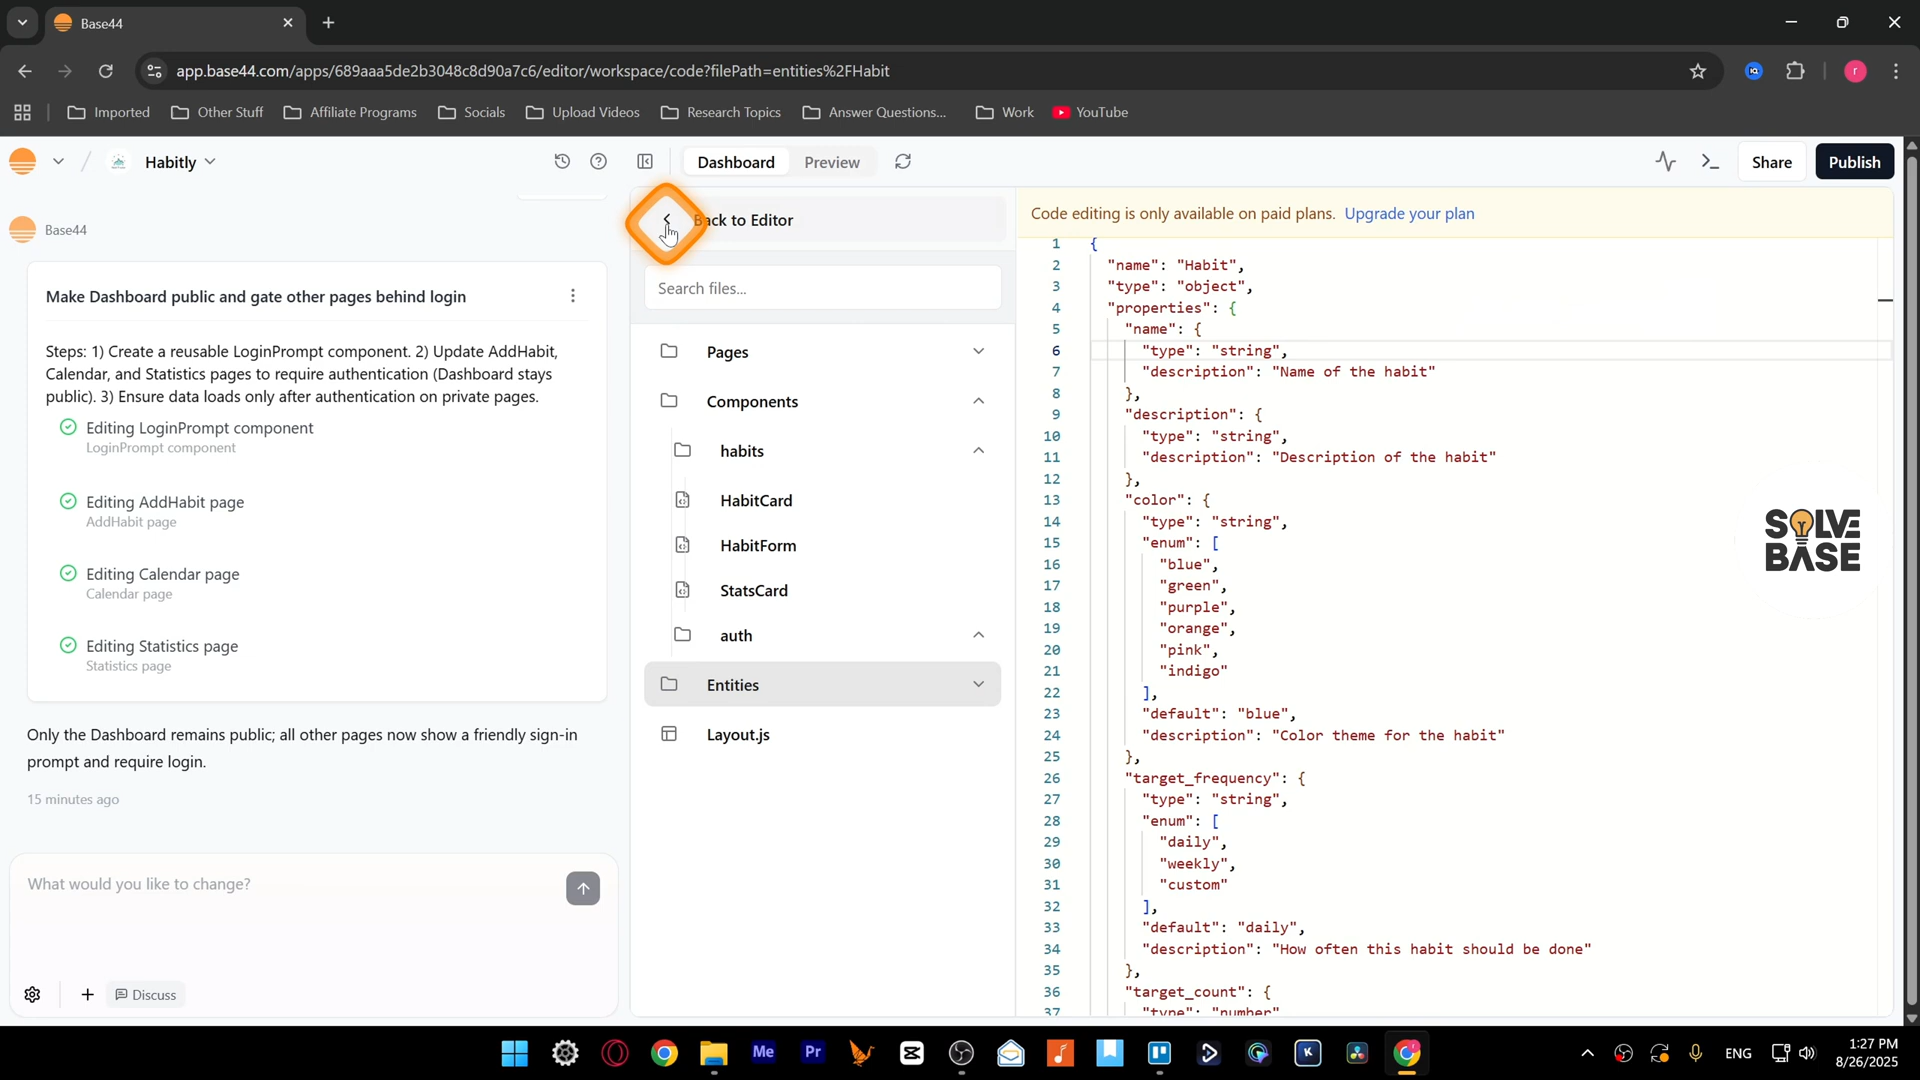 Base44
app.base44.com/apps/689aaa5de2b3048c8d90a7c6/editor/workspace/code?filePath=entities%2FHabit
Imported
Other Stuff
Affiliate Programs
Socials
Upload Videos
Research Topics
Answer Questions...
Work
YouTube
Habitly
Dashboard
Preview
Share
Publish
Base44
Make Dashboard public and gate other pages behind login
Steps: 1) Create a reusable LoginPrompt component. 2) Update AddHabit,
Calendar, and Statistics pages to require authentication (Dashboard stays
public). 3) Ensure data loads only after authentication on private pages.
Editing LoginPrompt component
LoginPrompt component
Editing AddHabit page
AddHabit page
Editing Calendar page
Calendar page
Editing Statistics page
Statistics page
Only the Dashboard remains public; all other pages now show a friendly sign-in
prompt and require login.
15 minutes ago
What would you like to change?
Discuss
Back to Editor
Search files...
Pages
Components
habits
HabitCard
HabitForm
StatsCard
auth
Entities
Layout.js
Code editing is only available on paid plans. Upgrade your plan
1 {
2 "name": "Habit",
3 "type": "object",
4 "properties": {
5 "name": {
6 "type": "string",
7 "description": "Name of the habit"
8 },
9 "description": {
10 "type": "string",
11 "description": "Description of the habit"
12 },
13 "color": {
14 "type": "string",
15 "enum": [
16 "blue",
17 "green",
18 "purple",
19 "orange",
20 "pink",
21 "indigo"
22 ],
23 "default": "blue",
24 "description": "Color theme for the habit"
25 },
26 "target_frequency": {
27 "type": "string",
28 "enum": [
29 "daily",
30 "weekly",
31 "custom"
32 ],
33 "default": "daily",
34 "description": "How often this habit should be done"
35 },
36 "target_count": {
37 "type": "number"
SOLVE
BASE
Me
Pr
K
ENG
1:27 PM
8/26/2025